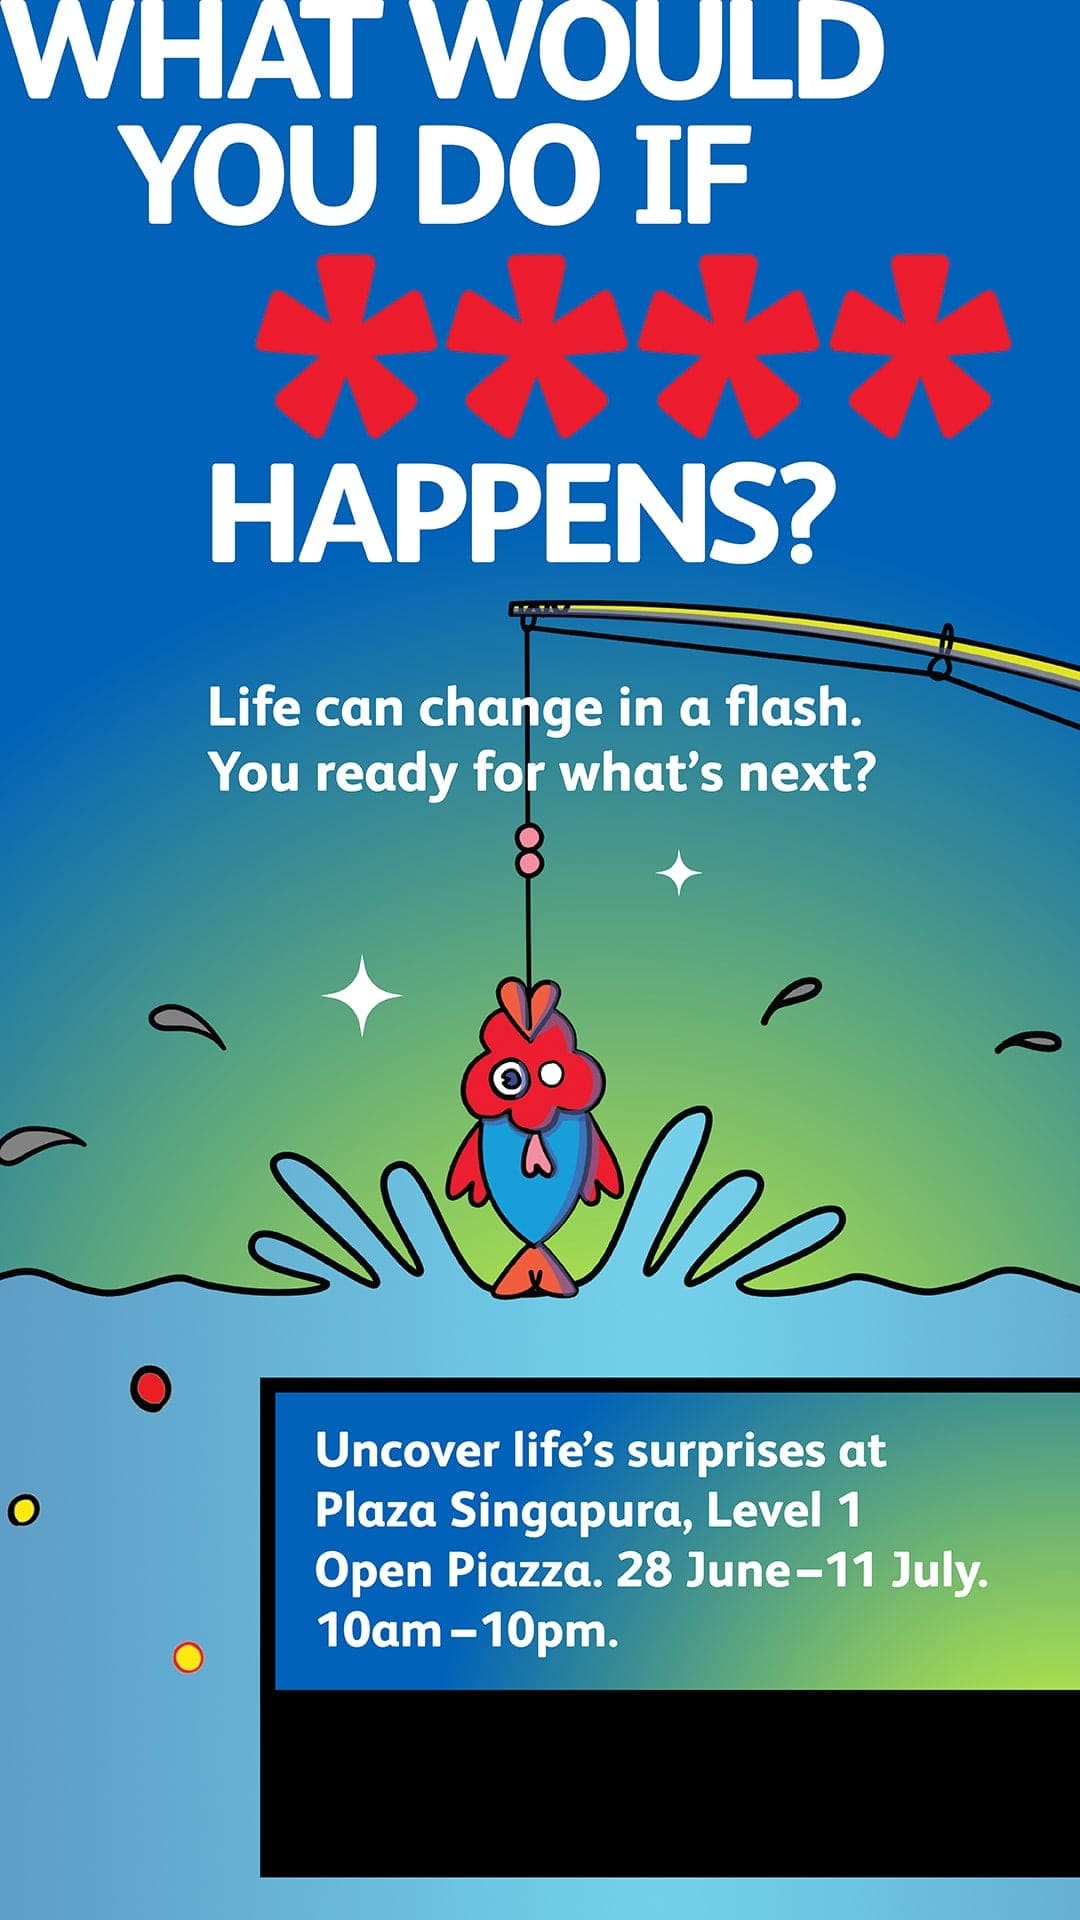 WHAT WOULD
YOU DO IF
****
HAPPENS?
Life can change in a flash.
You ready for what’s next?
Uncover life’s surprises at
Plaza Singapura, Level 1
Open Piazza. 28 June–11 July.
10am–10pm.